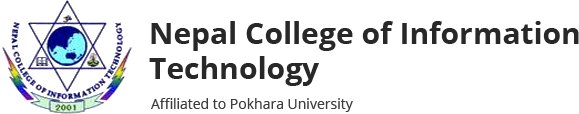 NEPAL COLLEGE OF INFORMATION TECHNOLOGY
2001
Nepal College of Information
Technology
Affiliated to Pokhara University